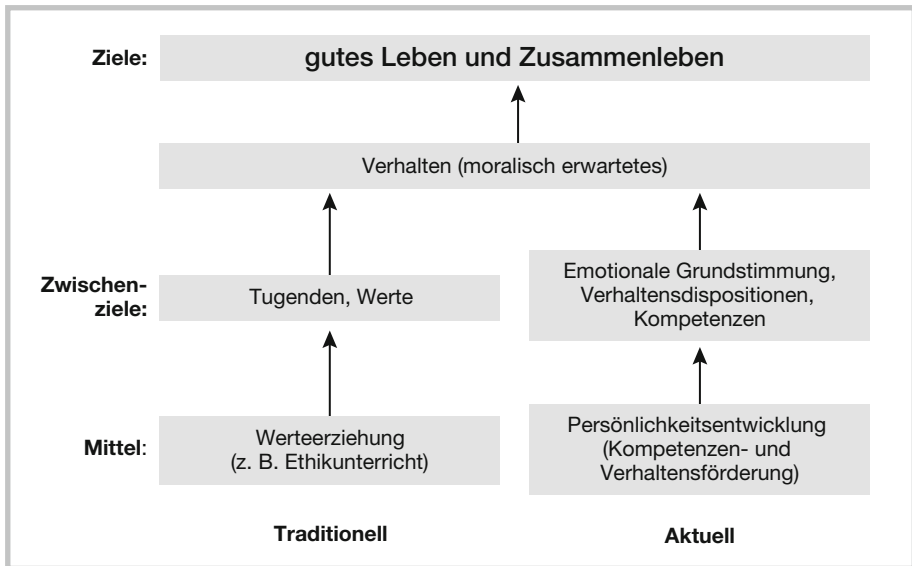 Ziele:
gutes Leben und Zusammenleben
Verhalten (moralisch erwartetes)
Zwischen-
ziele:
Tugenden, Werte
Emotionale Grundstimmung,
Verhaltensdispositionen,
Kompetenzen
Mittel:
Werteerziehung
(z. B. Ethikunterricht)
Persönlichkeitsentwicklung
(Kompetenzen- und
Verhaltensförderung)
Traditionell
Aktuell